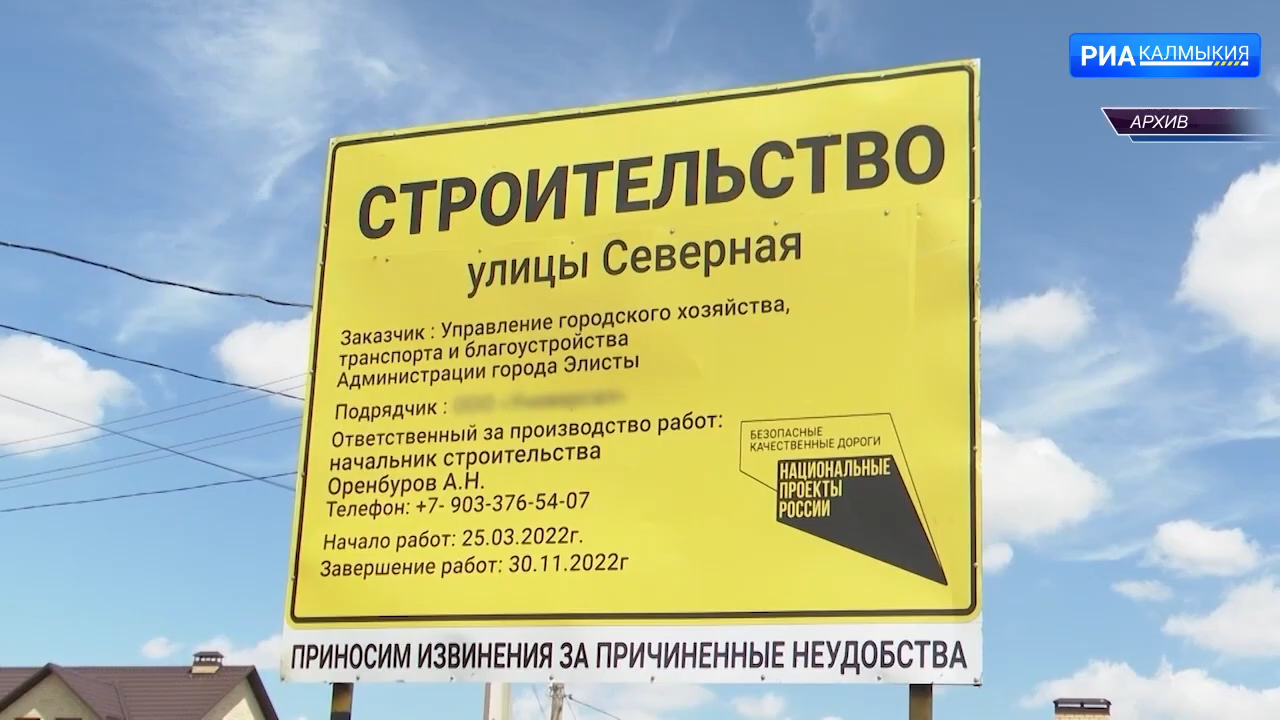 РИА КАЛМЫКИЯ
АРХИВ
СТРОИТЕЛЬСТВО
улицы Северная
Заказчик : Управление городского хозяйства,
транспорта и благоустройства
Администрации города Элисты
Подрядчик :
Ответственный за производство работ:
начальник строительства
Оренбуров А.Н.
Телефон: +7- 903-376-54-07
Начало работ: 25.03.2022г.
Завершение работ: 30.11.2022г
БЕЗОПАСНЫЕ
КАЧЕСТВЕННЫЕ ДОРОГИ
НАЦИОНАЛЬНЫЕ
ПРОЕКТЫ
РОССИИ
ПРИНОСИМ ИЗВИНЕНИЯ ЗА ПРИЧИНЕННЫЕ НЕУДОБСТВА